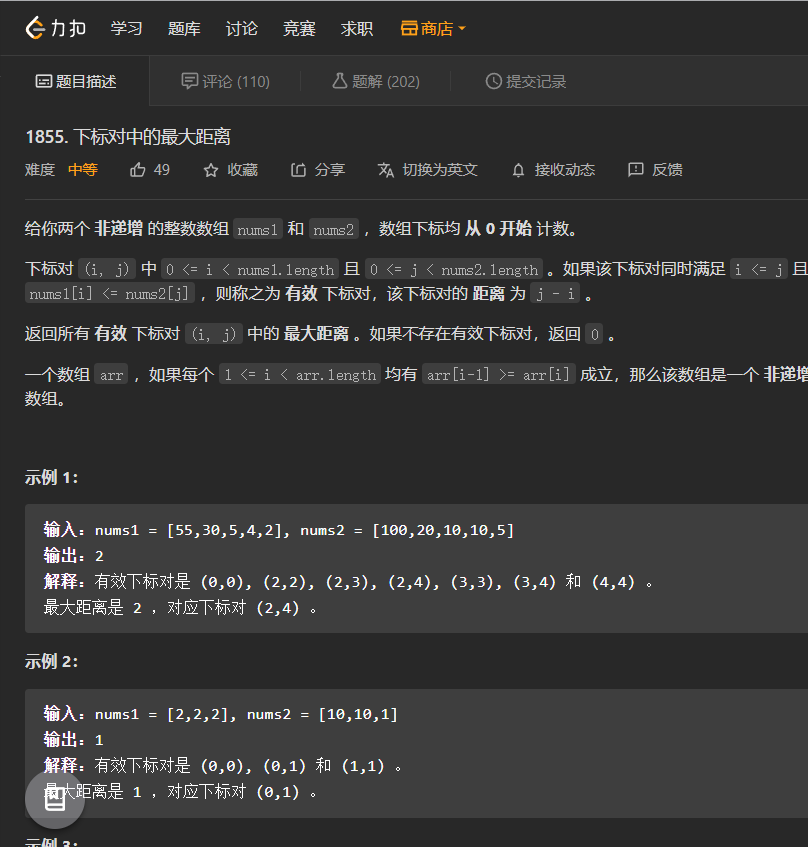 力扣 学习 题库 讨论 竞赛 求职 商店
题目描述 评论 (110) 题解 (202) 提交记录
1855. 下标对中的最大距离
难度 中等 49 收藏 分享 切换为英文 接收动态 反馈
给你两个 非递增 的整数数组 nums1 和 nums2 ，数组下标均 从 0 开始 计数。
下标对 (i, j) 中 0 <= i < nums1.length 且 0 <= j < nums2.length 。如果该下标对同时满足 i <= j 且
nums1[i] <= nums2[j] ，则称之为 有效 下标对，该下标对的 距离 为 j - i 。
返回所有 有效 下标对 (i, j) 中的 最大距离 。如果不存在有效下标对，返回 0 。
一个数组 arr ，如果每个 1 <= i < arr.length 均有 arr[i-1] >= arr[i] 成立，那么该数组是一个 非递增
数组。
示例 1：
输入：nums1 = [55,30,5,4,2], nums2 = [100,20,10,10,5]
输出：2
解释：有效下标对是 (0,0), (2,2), (2,3), (2,4), (3,3), (3,4) 和 (4,4) 。
最大距离是 2 ，对应下标对 (2,4) 。
示例 2：
输入：nums1 = [2,2,2], nums2 = [10,10,1]
输出：1
解释：有效下标对是 (0,0), (0,1) 和 (1,1) 。
最大距离是 1 ，对应下标对 (0,1) 。
示例 3：